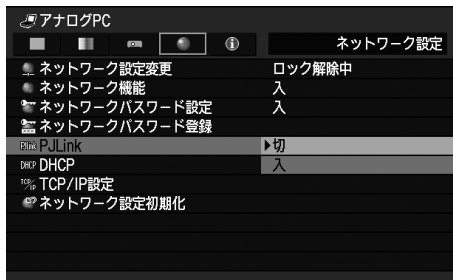 アナログPC
ネットワーク設定
ネットワーク設定変更 ロック解除中
ネットワーク機能 入
ネットワークパスワード設定 入
ネットワークパスワード登録
PJLink ▶切
DHCP DHCP 入
TCP/IP TCP/IP設定
ネットワーク設定初期化